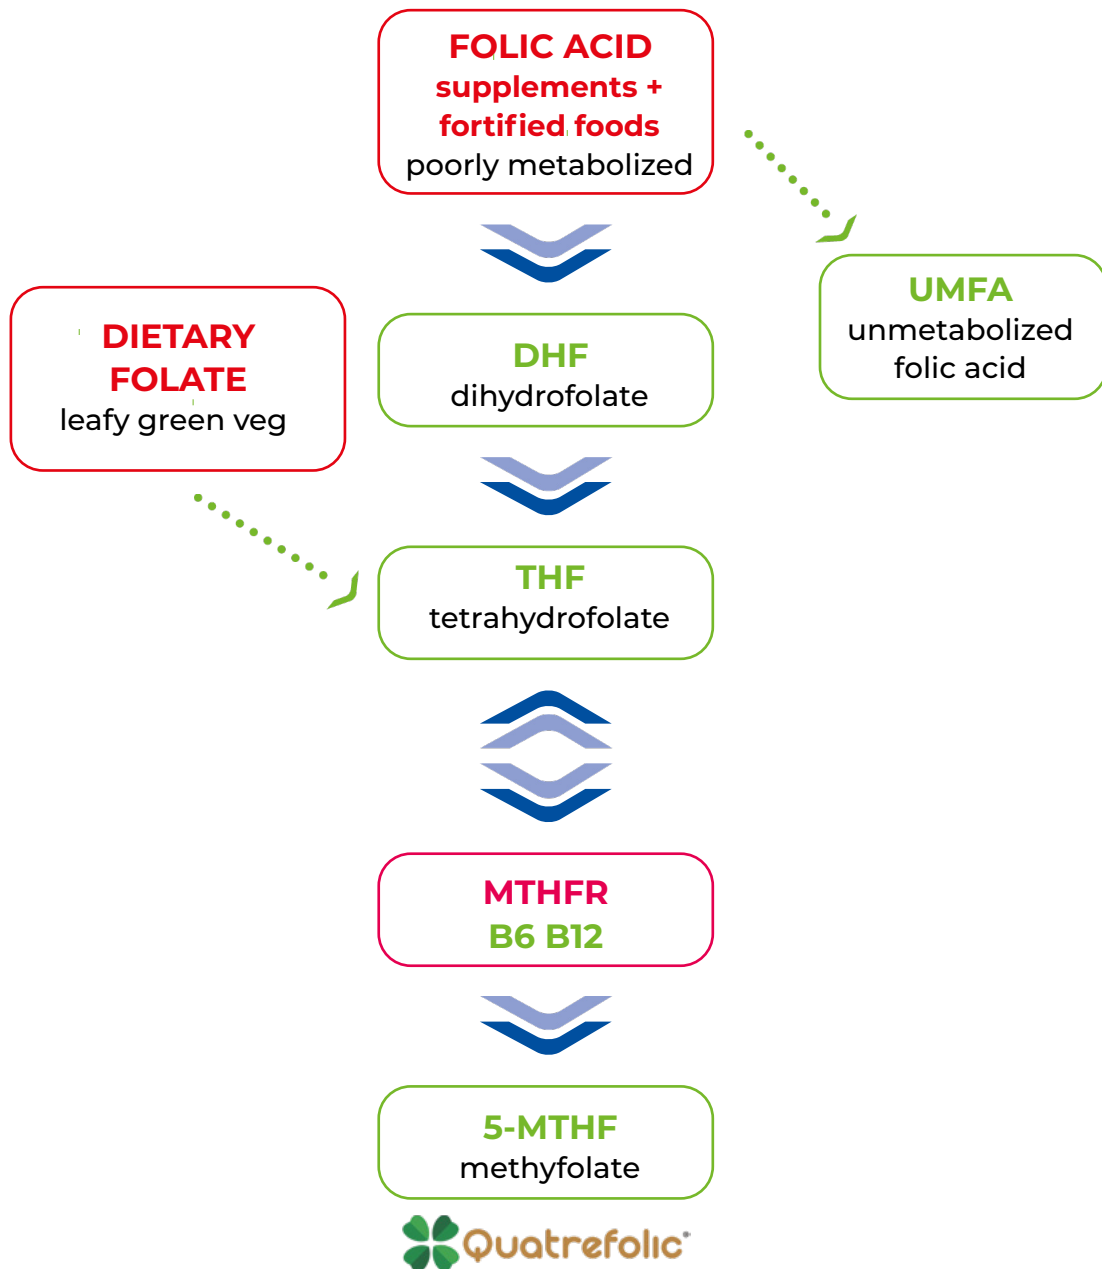 FOLIC ACID
supplements +
fortified foods
poorly metabolized
UMFA
unmetabolized
folic acid
DIETARY
FOLATE
leafy green veg
DHF
dihydrofolate
THF
tetrahydrofolate
MTHFR
B6 B12
5-MTHF
methyfolate
Quatrefolic